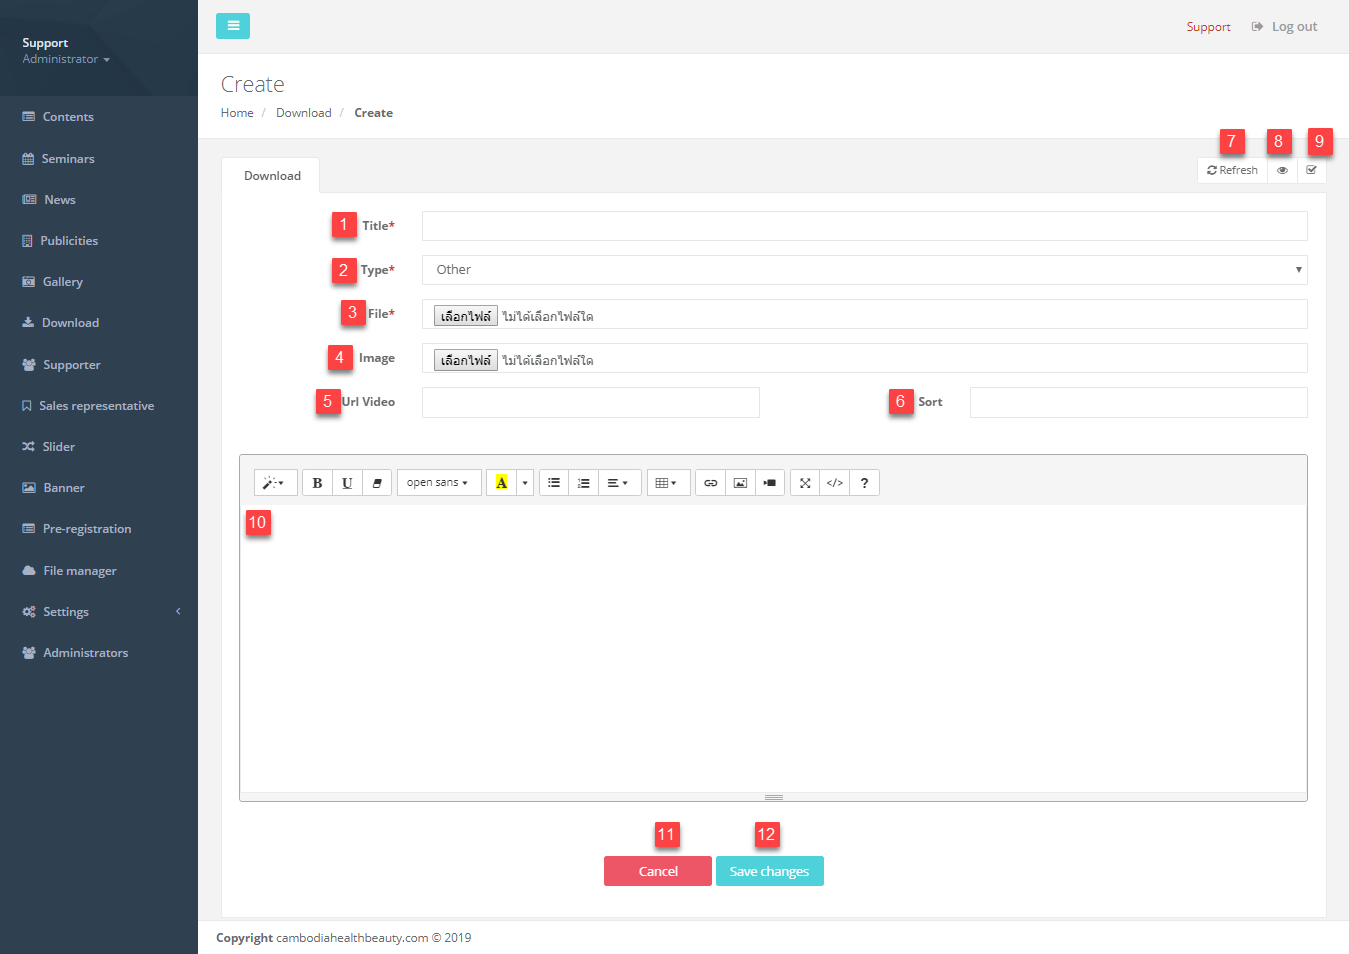 Support
Administrator
Contents
Seminars
News
Publicities
Gallery
Download
Supporter
Sales representative
Slider
Banner
Pre-registration
File manager
Settings
Administrators
Support
Log out
Create
Home / Download / Create
7 8 9
Download
Refresh
1 Title*
2 Type* Other
3 File* เลือกไฟล์ ไม่ได้เลือกไฟล์ใด
4 Image เลือกไฟล์ ไม่ได้เลือกไฟล์ใด
5 Url Video 6 Sort
B U open sans A </> ?
10
11 12
Cancel Save changes
Copyright cambodiahealthbeauty.com © 2019